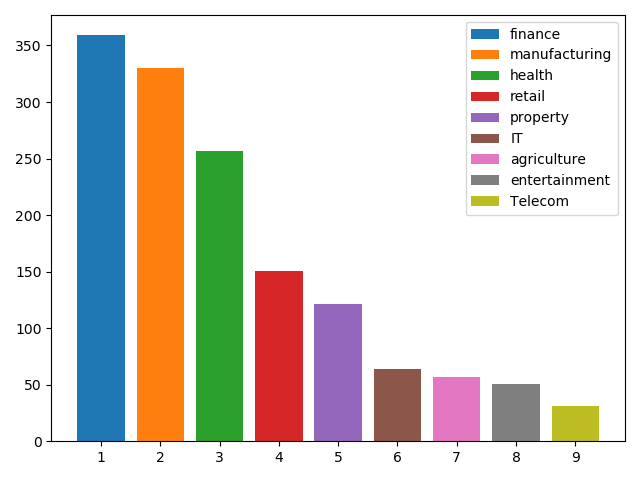 350
300
250
200
150
100
50
0
1 2 3 4 5 6 7 8 9
finance
manufacturing
health
retail
property
IT
agriculture
entertainment
Telecom